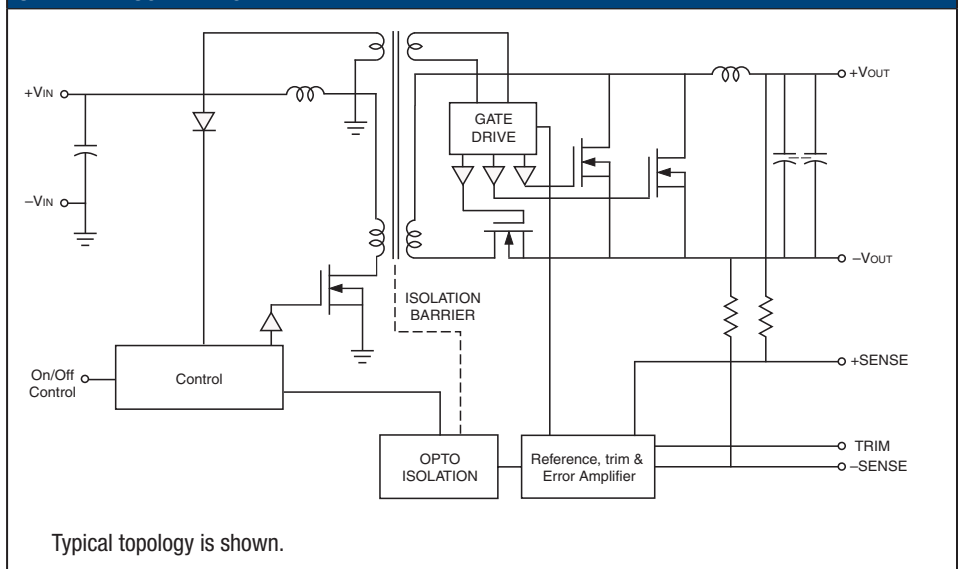 +VIN
−VIN
On/Off
Control
Control
GATE
DRIVE
ISOLATION
BARRIER
OPTO
ISOLATION
Reference, trim &
Error Amplifier
+VOUT
−VOUT
+SENSE
TRIM
−SENSE
Typical topology is shown.